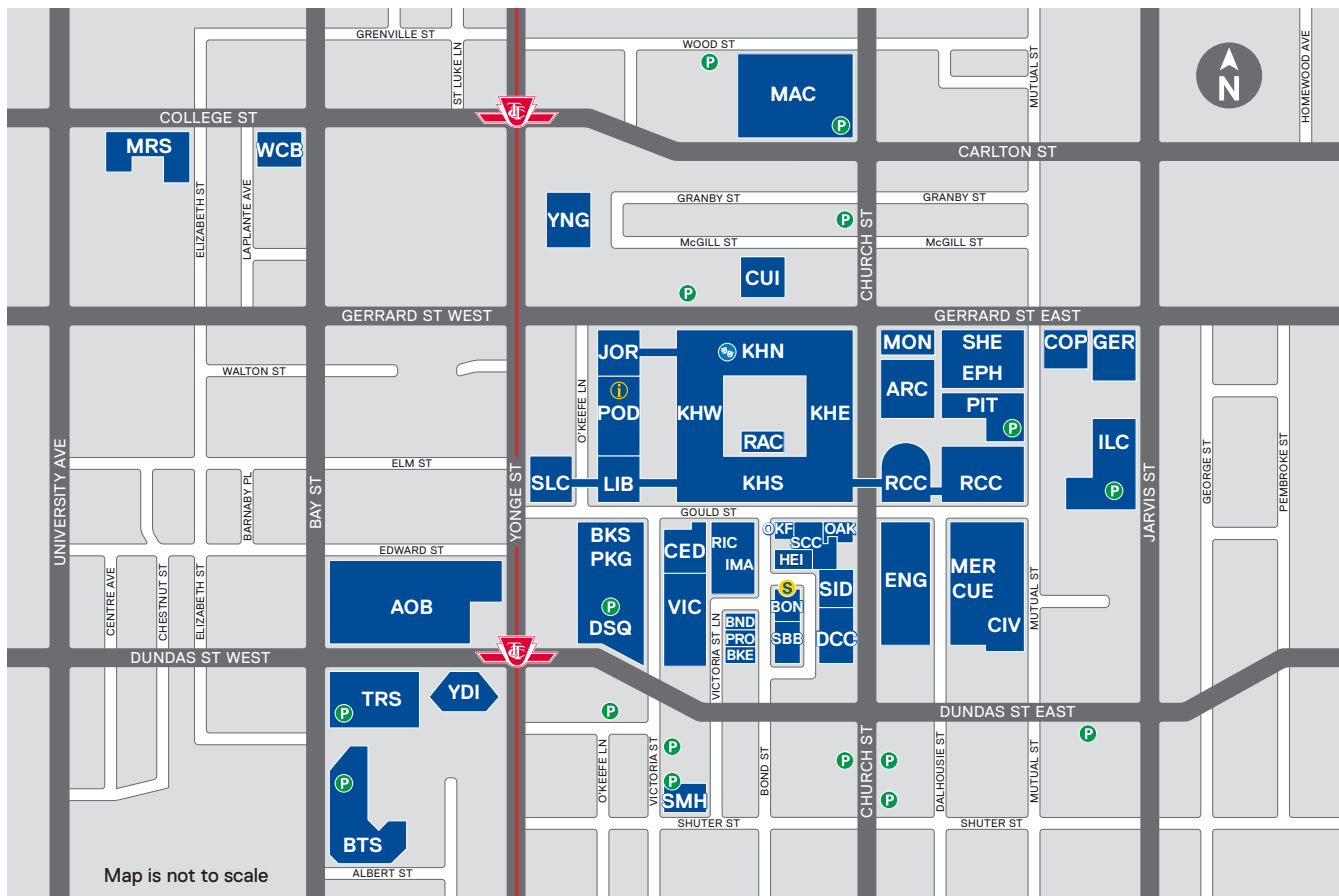 GRENVILLE ST
ST LUKE LN
WOOD ST
MUTUAL ST
HOMEWOOD AVE
N
MAC
P
P
COLLEGE ST
TTC
CARLTON ST
MRS
WCB
ELIZABETH ST
LAPLANTE AVE
YNG
GRANBY ST
GRANBY ST
P
McGILL ST
McGILL ST
CHURCH ST
CUI
P
GERRARD ST WEST
GERRARD ST EAST
JOR
KHN
MON
SHE
COP
GER
WALTON ST
O'KEEFE LN
i
POD
KHW
KHE
ARC
EPH
PIT
P
RAC
ILC
P
UNIVERSITY AVE
BAY ST
YONGE ST
JARVIS ST
GEORGE ST
PEMBROKE ST
ELM ST
BARNABY PL
SLC
LIB
KHS
RCC
RCC
GOULD ST
EDWARD ST
BKS
PKG
P
DSQ
CED
VIC
RIC
IMA
OKF
OAK
SCC
HEI
S
BON
SID
SBB
DCC
BND
PRO
BKE
VICTORIA ST LN
ENG
MER
CUE
CIV
MUTUAL ST
AOB
CENTRE AVE
CHESTNUT ST
ELIZABETH ST
DUNDAS ST WEST
TTC
TRS
P
YDI
DUNDAS ST EAST
P
P
P
P
P
P
P
O'KEEFE LN
VICTORIA ST
BOND ST
CHURCH ST
DALHOUSIE ST
MUTUAL ST
SMH
SHUTER ST
SHUTER ST
P
BTS
ALBERT ST
Map is not to scale